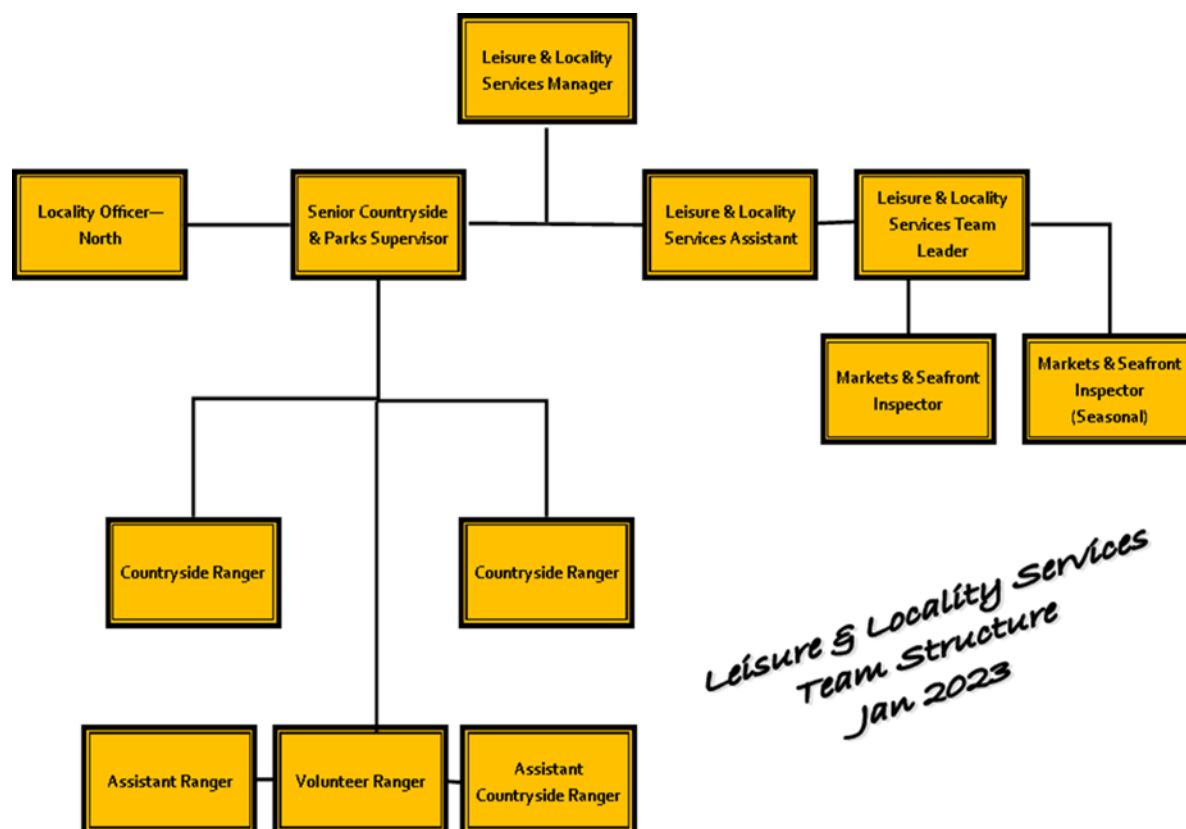 Leisure & Locality
Services Manager
Locality Officer—
North
Senior Countryside
& Parks Supervisor
Leisure & Locality
Services Assistant
Leisure & Locality
Services Team
Leader
Markets & Seafront
Inspector
Markets & Seafront
Inspector
(Seasonal)
Countryside Ranger
Countryside Ranger
Leisure & Locality Services
Team Structure
Jan 2023
Assistant Ranger
Volunteer Ranger
Assistant
Countryside Ranger